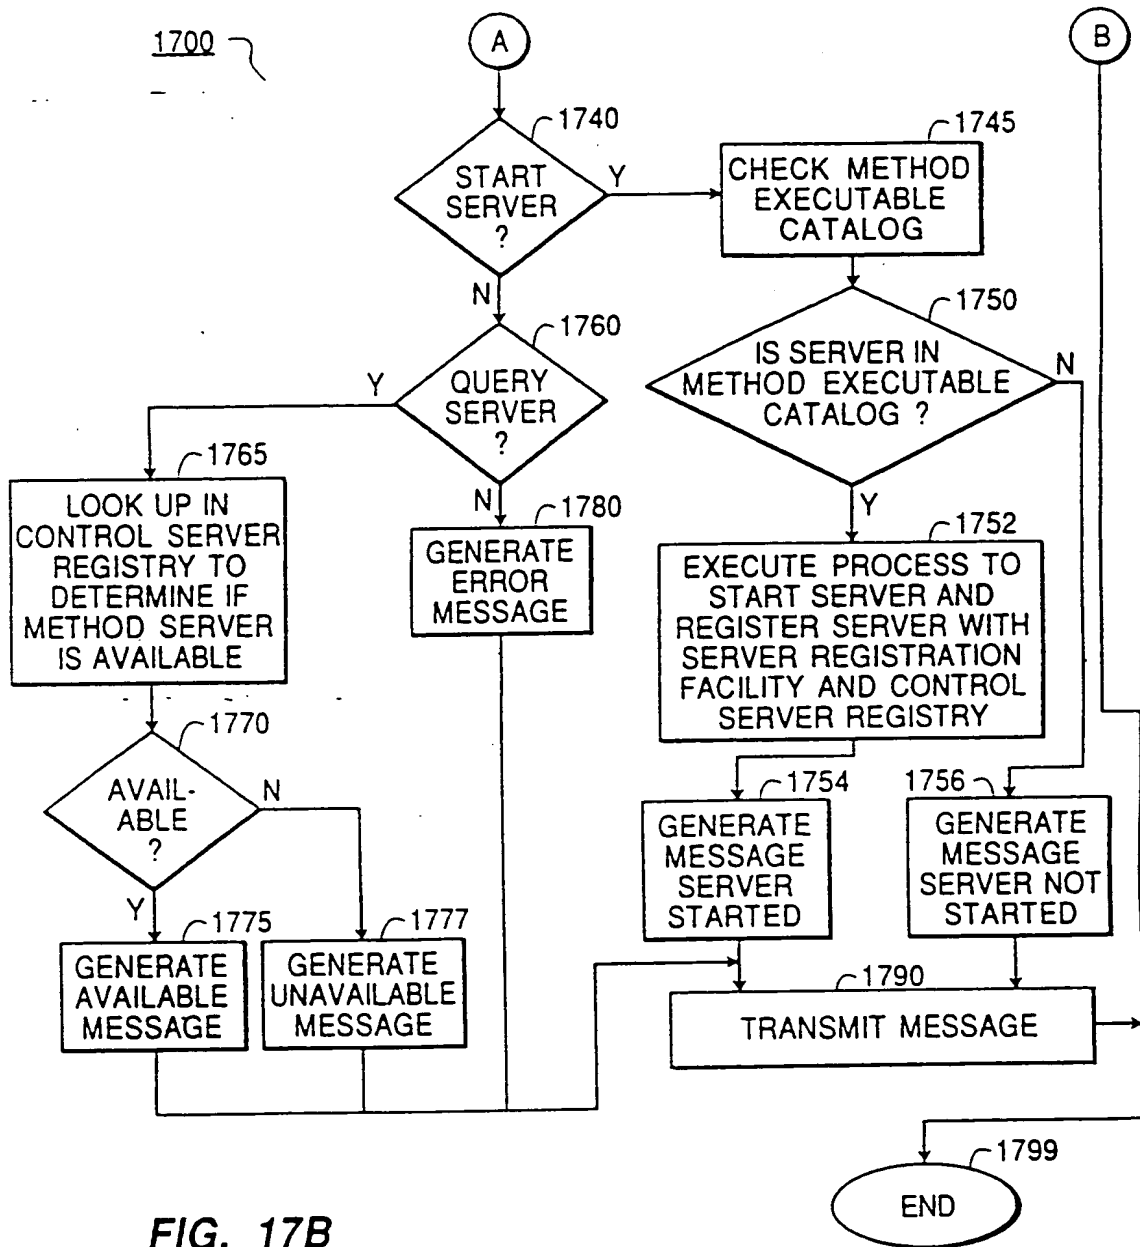 1700
A
B
1740
START
SERVER
?
Y
N
1745
CHECK METHOD
EXECUTABLE
CATALOG
1750
IS SERVER IN
METHOD EXECUTABLE
CATALOG ?
N
Y
1760
QUERY
SERVER
?
Y
N
1765
LOOK UP IN
CONTROL SERVER
REGISTRY TO
DETERMINE IF
METHOD SERVER
IS AVAILABLE
1780
GENERATE
ERROR
MESSAGE
1752
EXECUTE PROCESS TO
START SERVER AND
REGISTER SERVER WITH
SERVER REGISTRATION
FACILITY AND CONTROL
SERVER REGISTRY
1770
AVAIL-
ABLE
?
N
Y
1754
GENERATE
MESSAGE
SERVER
STARTED
1756
GENERATE
MESSAGE
SERVER NOT
STARTED
1775
GENERATE
AVAILABLE
MESSAGE
1777
GENERATE
UNAVAILABLE
MESSAGE
1790
TRANSMIT MESSAGE
1799
END
FIG. 17B